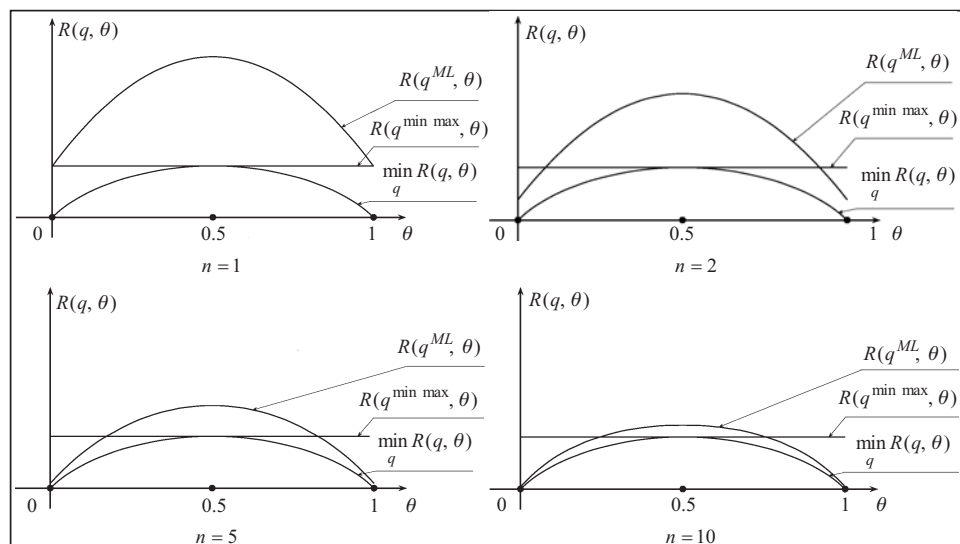 R(q, θ)
R(q^ML, θ)
R(q^min max, θ)
min R(q, θ)
q
0
0.5
1
θ
n = 1
R(q, θ)
R(q^ML, θ)
R(q^min max, θ)
min R(q, θ)
q
0
0.5
1
θ
n = 2
R(q, θ)
R(q^ML, θ)
R(q^min max, θ)
min R(q, θ)
q
0
0.5
1
θ
n = 5
R(q, θ)
R(q^ML, θ)
R(q^min max, θ)
min R(q, θ)
q
0
0.5
1
θ
n = 10